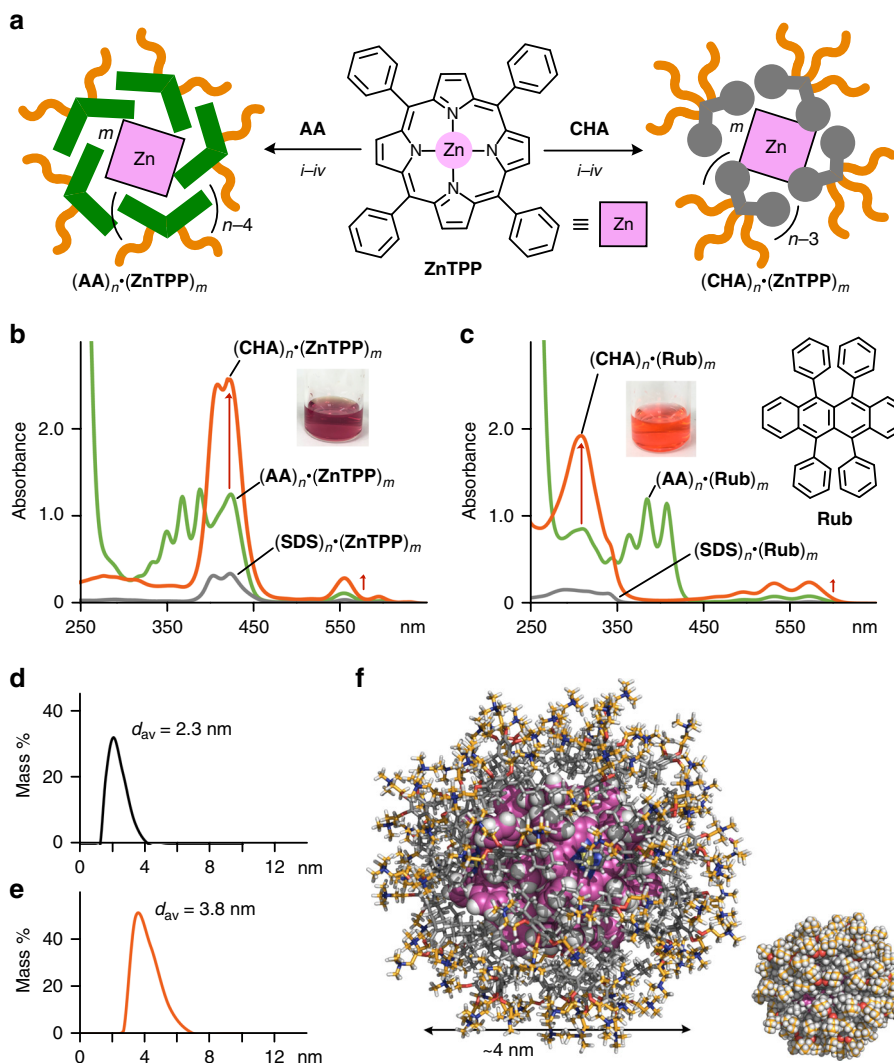 a
AA
i–iv
CHA
i–iv
m
Zn
n–4
(AA)n•(ZnTPP)m
N
N
Zn
N
N
ZnTPP
≡
Zn
m
Zn
n–3
(CHA)n•(ZnTPP)m
b
(CHA)n•(ZnTPP)m
(AA)n•(ZnTPP)m
(SDS)n•(ZnTPP)m
Absorbance
2.0
1.0
0
250
350
450
550
nm
c
(CHA)n•(Rub)m
(AA)n•(Rub)m
(SDS)n•(Rub)m
Rub
Absorbance
2.0
1.0
0
250
350
450
550
nm
d
dav = 2.3 nm
Mass %
40
20
0
0
4
8
12
nm
e
dav = 3.8 nm
Mass %
40
20
0
0
4
8
12
nm
f
~4 nm